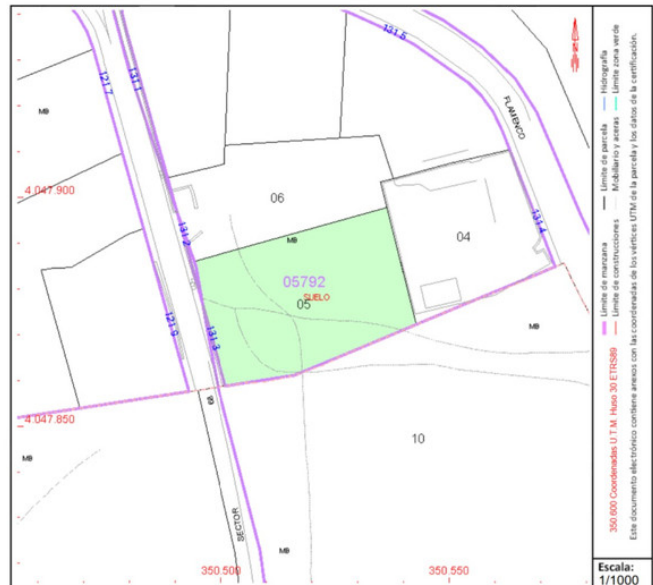 131.5
121.7
131.1
FLAMENCO
MB
4.047.900
06
131.2
MB
04
131.4
05792
SUELO
05
MB
121.9
131.3
4.047.850
10
MB
SECTOR
MB
350.500
350.550
Límite de manzana
Límite de parcela
Hidrografía
Límite de construcciones
Mobiliario y aceras
Límite zona verde
350.600 Coordenadas U.T.M. Huso 30 ETRS89
Este documento electrónico contiene anexos con las coordenadas de los vértices UTM de la parcela y los datos de la certificación.
Escala:
1/1000